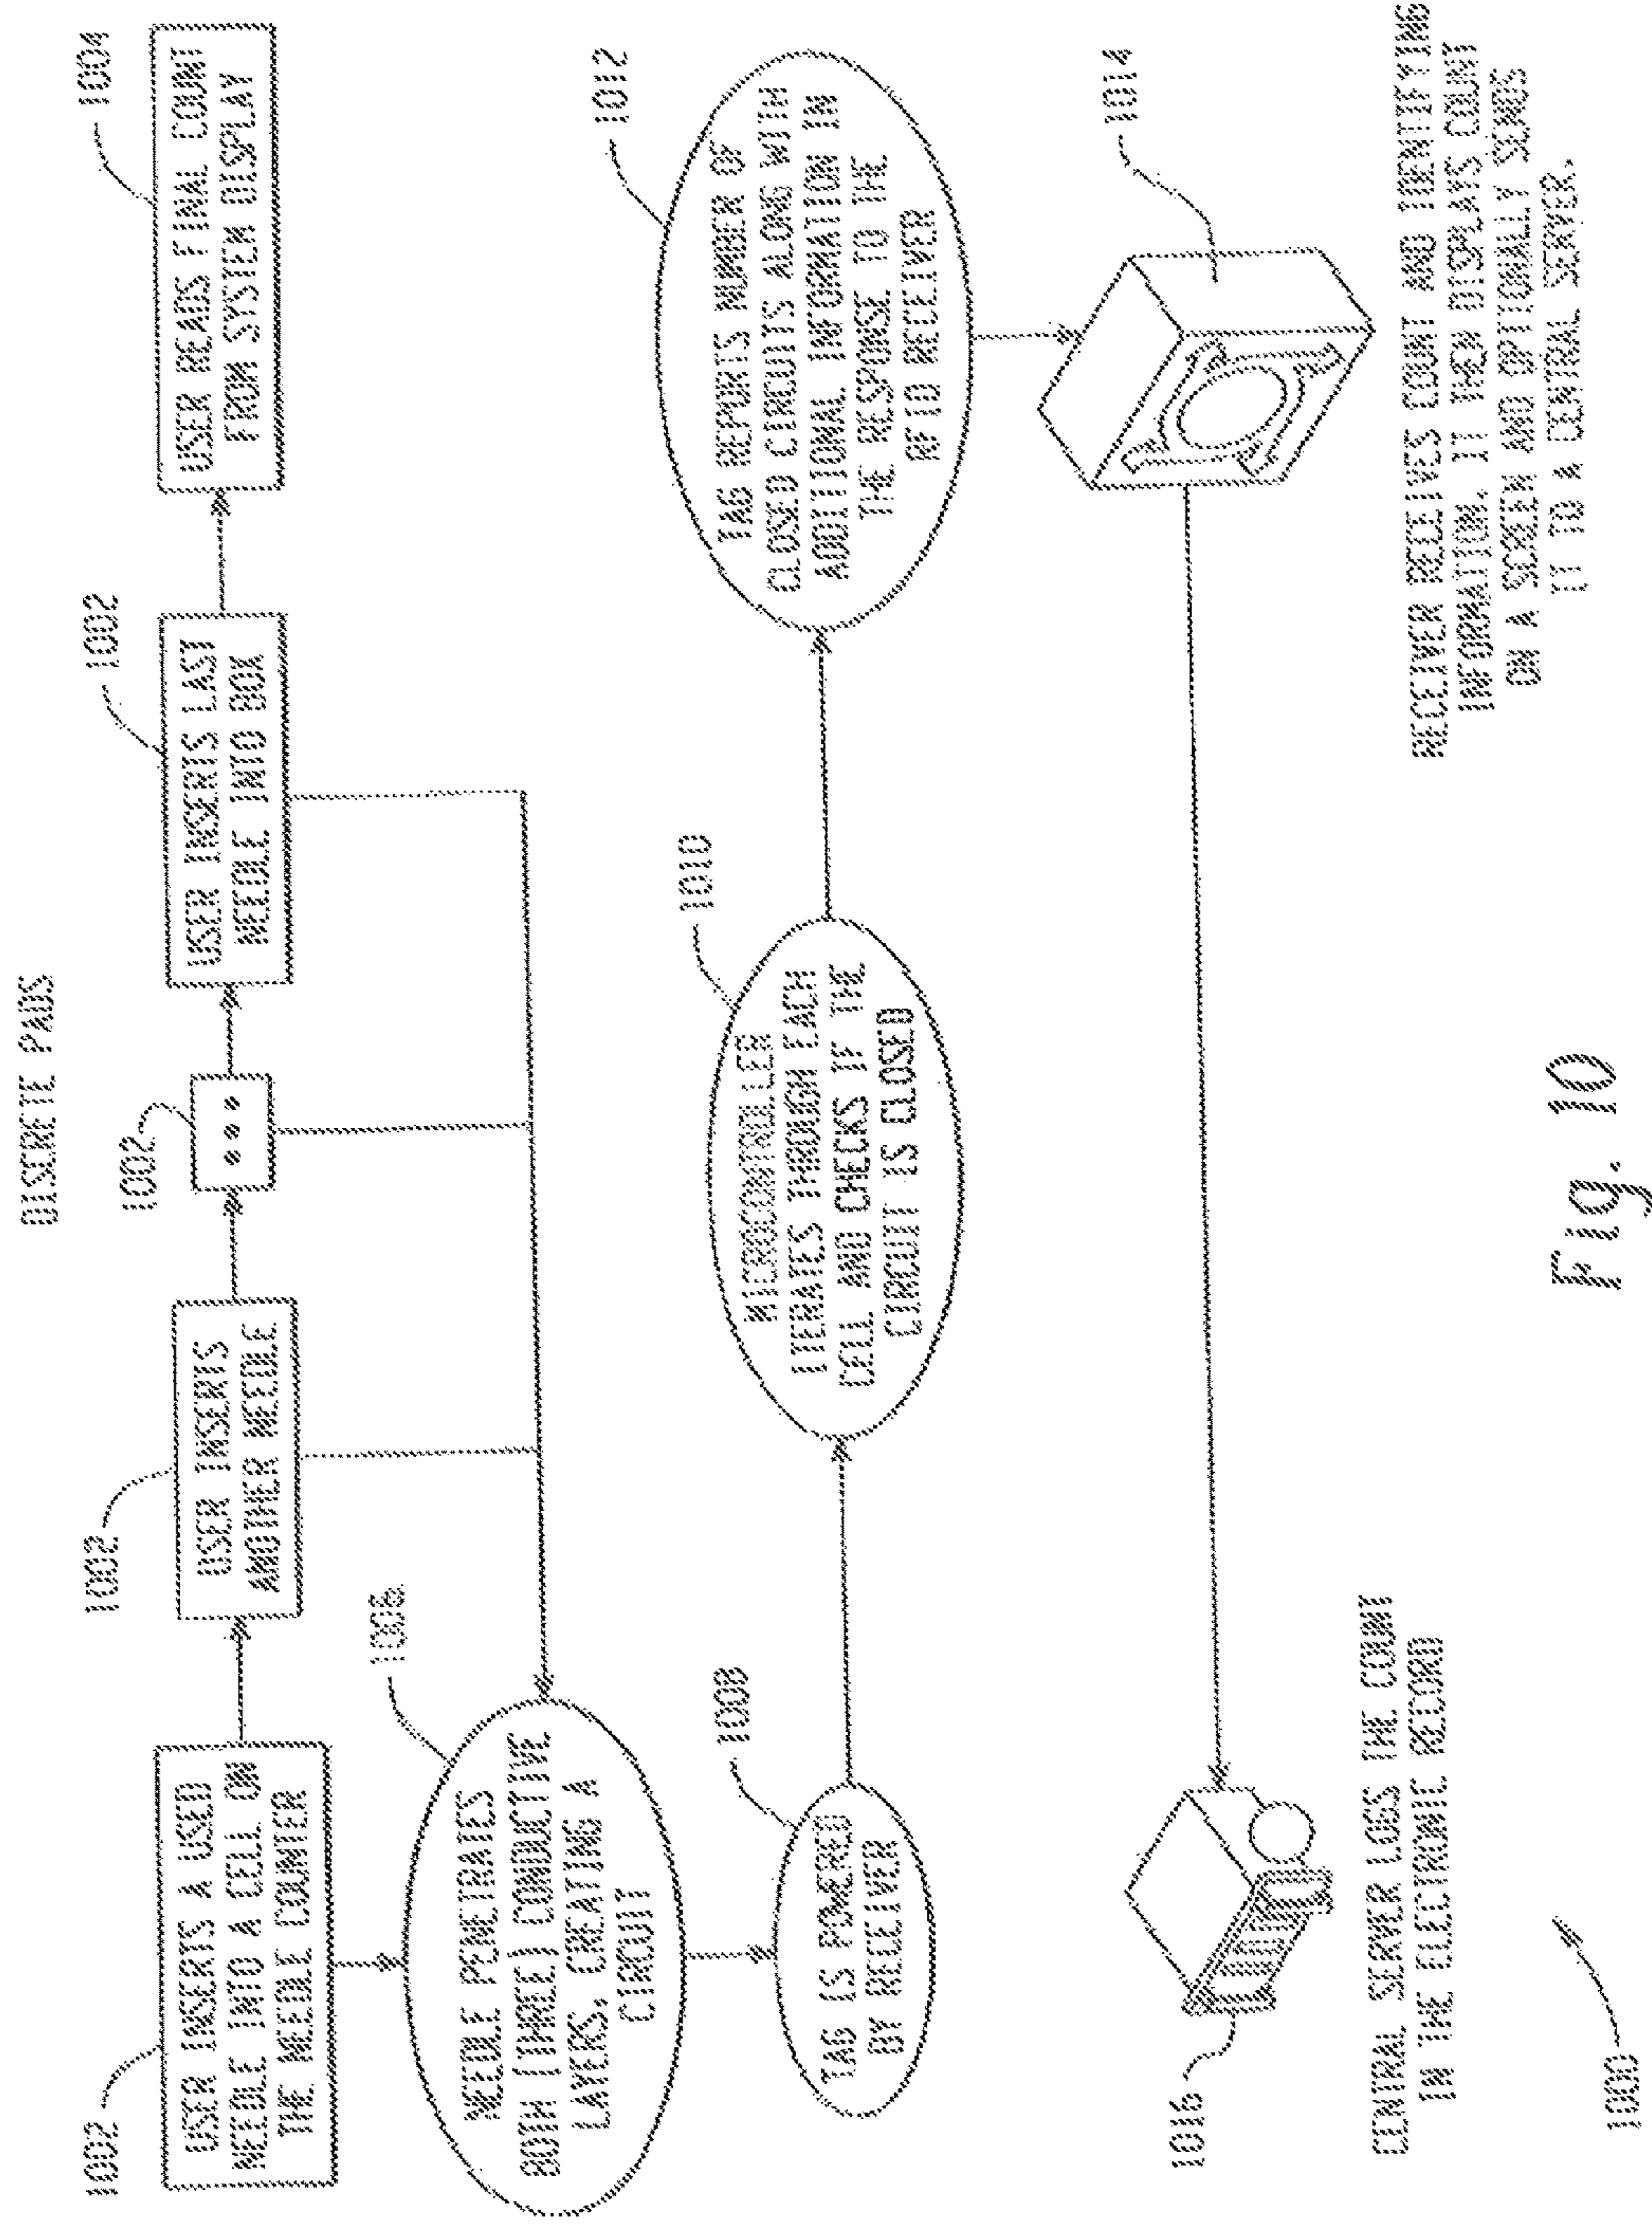 DISCRETE PADS
1002
USER INSERTS A USED
NEEDLE INTO A CELL ON
THE NEEDLE COUNTER
1002
USER INSERTS
ANOTHER NEEDLE
1002
•••
1002
USER INSERTS LAST
NEEDLE INTO BOX
1004
USER READS FINAL COUNT
FROM SYSTEM DISPLAY
1006
NEEDLE PENETRATES
BOTH (THREE) CONDUCTIVE
LAYERS, CREATING A
CIRCUIT
1008
TAG IS POWERED
BY RECEIVER
1010
MICROCONTROLLER
ITERATES THROUGH EACH
CELL AND CHECKS IF THE
CIRCUIT IS CLOSED
1012
TAG REPORTS NUMBER OF
CLOSED CIRCUITS ALONG WITH
ADDITIONAL INFORMATION IN
THE RESPONSE TO THE
RFID RECEIVER
1014
RECEIVER RECEIVES COUNT AND IDENTIFYING
INFORMATION. IT THEN DISPLAYS COUNT
ON A SCREEN AND OPTIONALLY SENDS
IT TO A CENTRAL SERVER.
1016
CENTRAL SERVER LOGS THE COUNT
IN THE ELECTRONIC RECORD
1000
Fig. 10